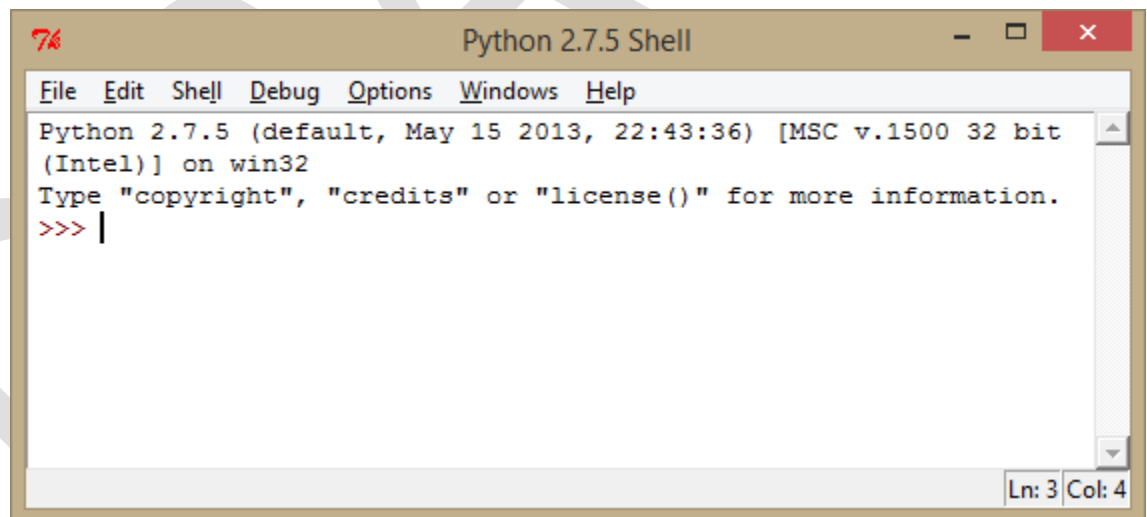 Python 2.7.5 Shell
File Edit Shell Debug Options Windows Help
Python 2.7.5 (default, May 15 2013, 22:43:36) [MSC v.1500 32 bit
(Intel)] on win32
Type "copyright", "credits" or "license()" for more information.
>>>
Ln: 3 Col: 4